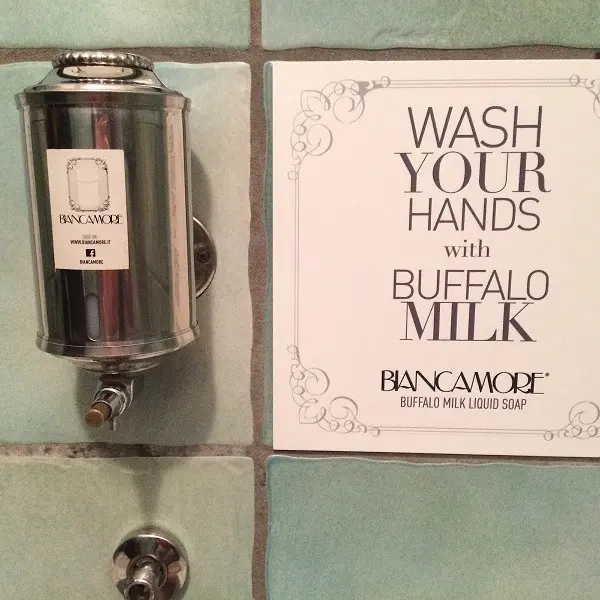 BIANCAMORE
WWW.BIANCAMORE.IT
BIANCAMORE
WASH
YOUR
HANDS
with
BUFFALO
MILK
BIANCAMORE®
BUFFALO MILK LIQUID SOAP